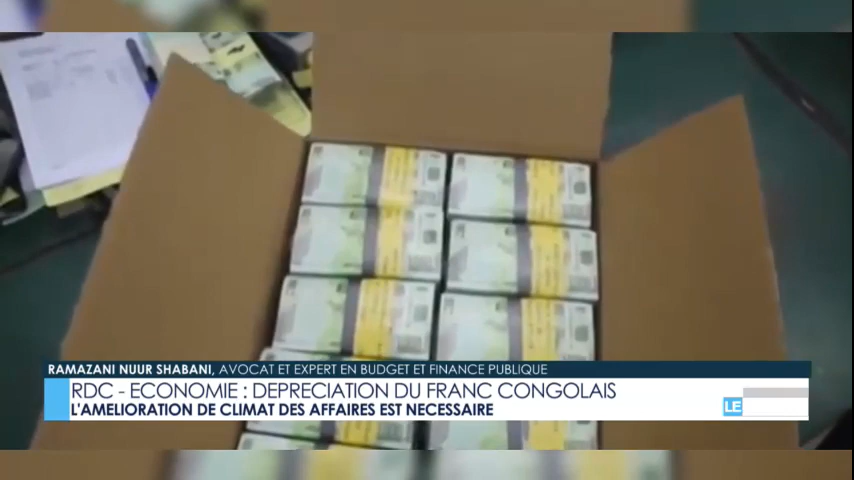 RAMAZANI NUUR SHABANI, AVOCAT ET EXPERT EN BUDGET ET FINANCE PUBLIQUE
RDC - ECONOMIE : DEPRECIATION DU FRANC CONGOLAIS
L'AMELIORATION DE CLIMAT DES AFFAIRES EST NECESSAIRE
LE